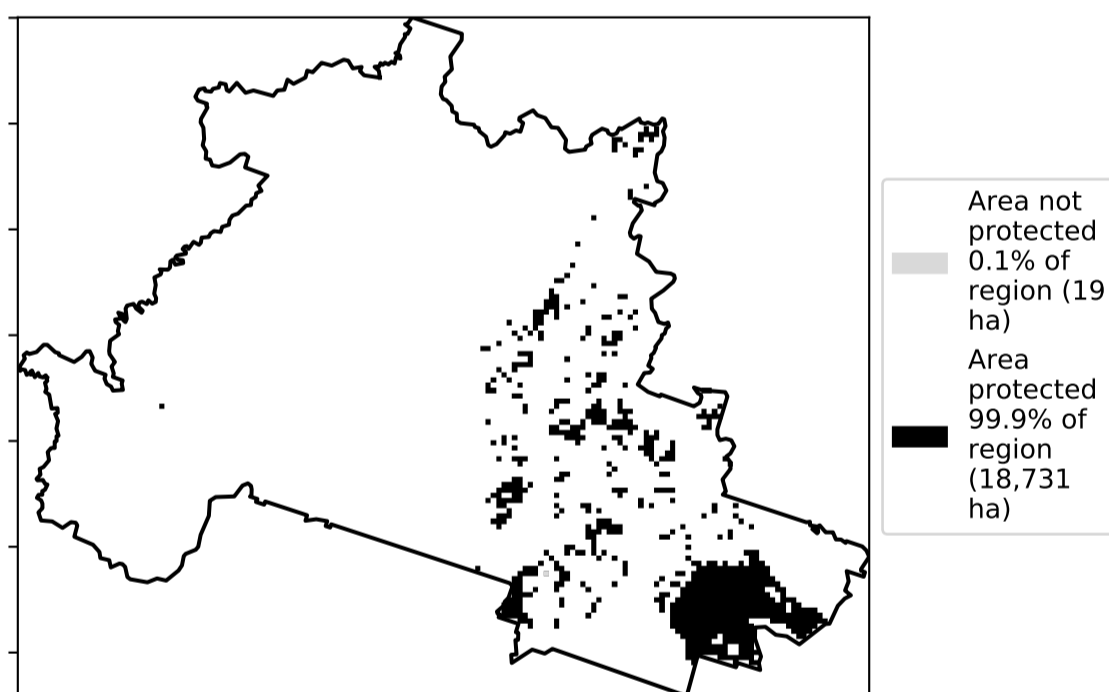 Area not
protected
0.1% of
region (19
ha)
Area
protected
99.9% of
region
(18,731
ha)